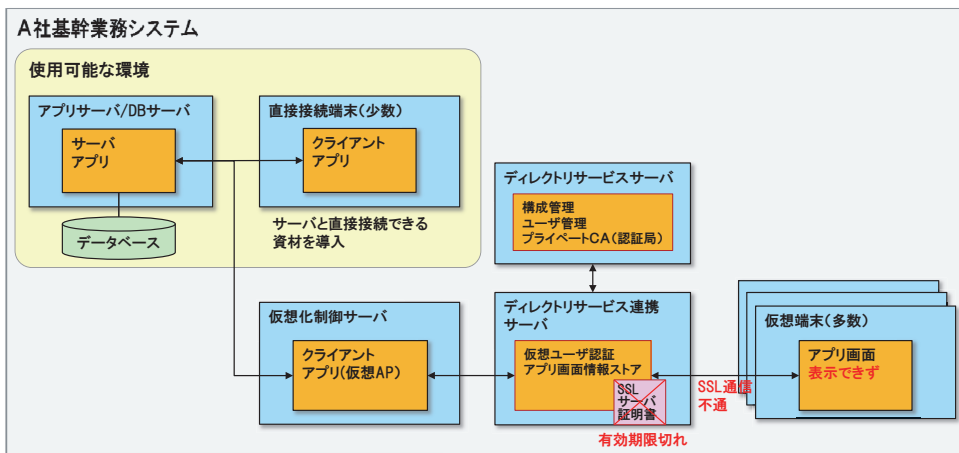 A社基幹業務システム
使用可能な環境
アプリサーバ/DBサーバ
サーバ
アプリ
データベース
直接接続端末(少数)
クライアント
アプリ
サーバと直接接続できる
資材を導入
ディレクトリサービスサーバ
構成管理
ユーザ管理
プライベートCA(認証局)
仮想化制御サーバ
クライアント
アプリ(仮想AP)
ディレクトリサービス連携
サーバ
仮想ユーザ認証
アプリ画面情報ストア
SSL
サーバ
証明書
有効期限切れ
SSL通信
不通
仮想端末(多数)
アプリ画面
表示できず